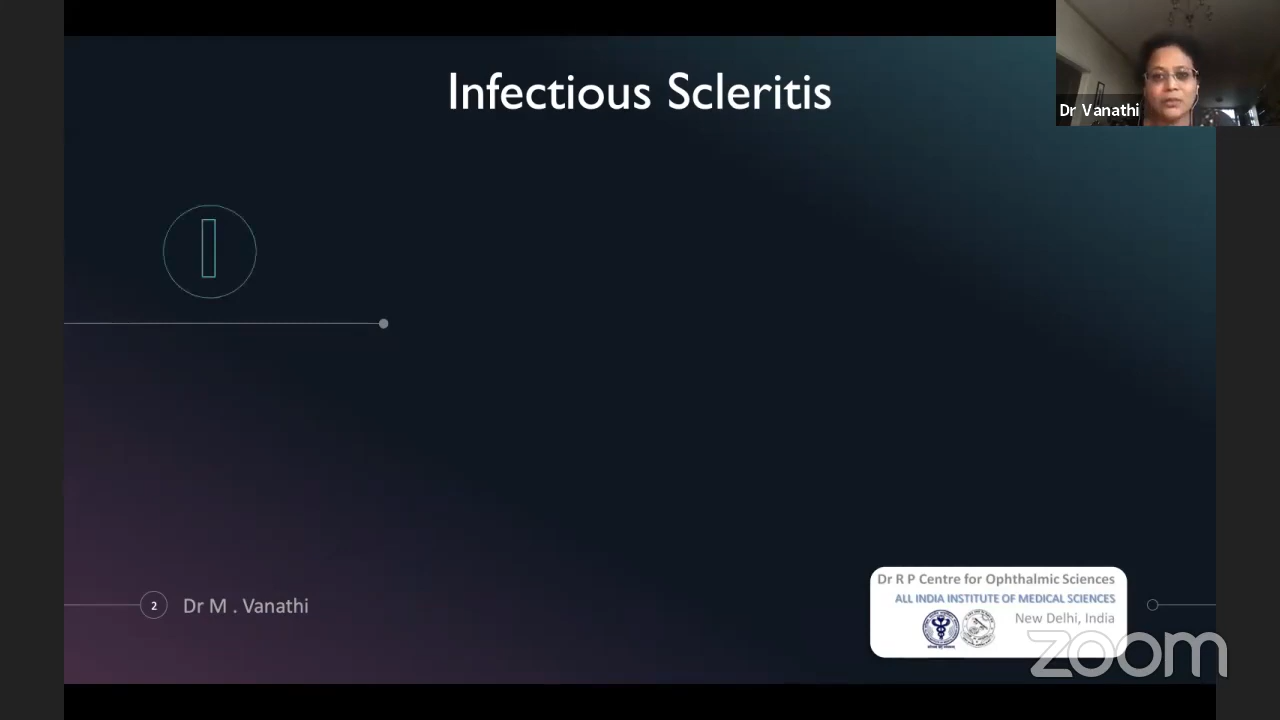 Infectious Scleritis
Dr Vanathi
2
Dr M . Vanathi
Dr R P Centre for Ophthalmic Sciences
ALL INDIA INSTITUTE OF MEDICAL SCIENCES
New Delhi, India
zoom